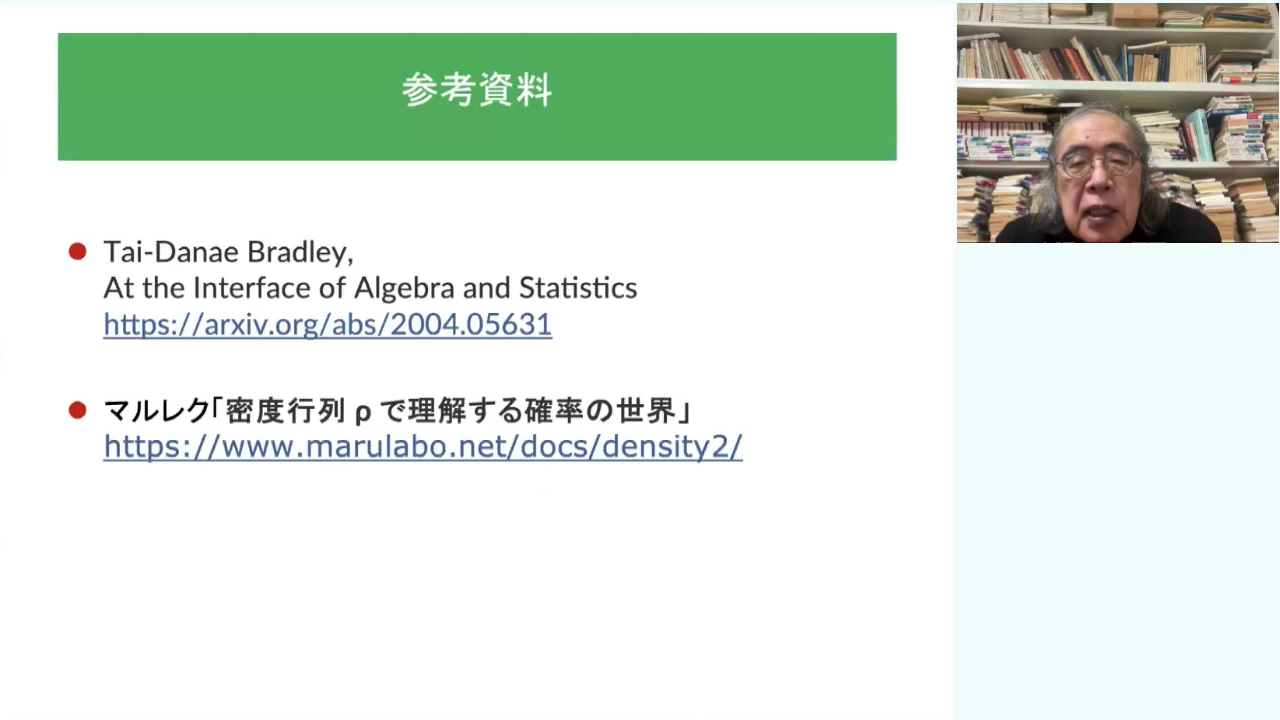 参考資料
Tai-Danae Bradley,
At the Interface of Algebra and Statistics
https://arxiv.org/abs/2004.05631
マルレク「密度行列 ρ で理解する確率の世界」
https://www.marulabo.net/docs/density2/